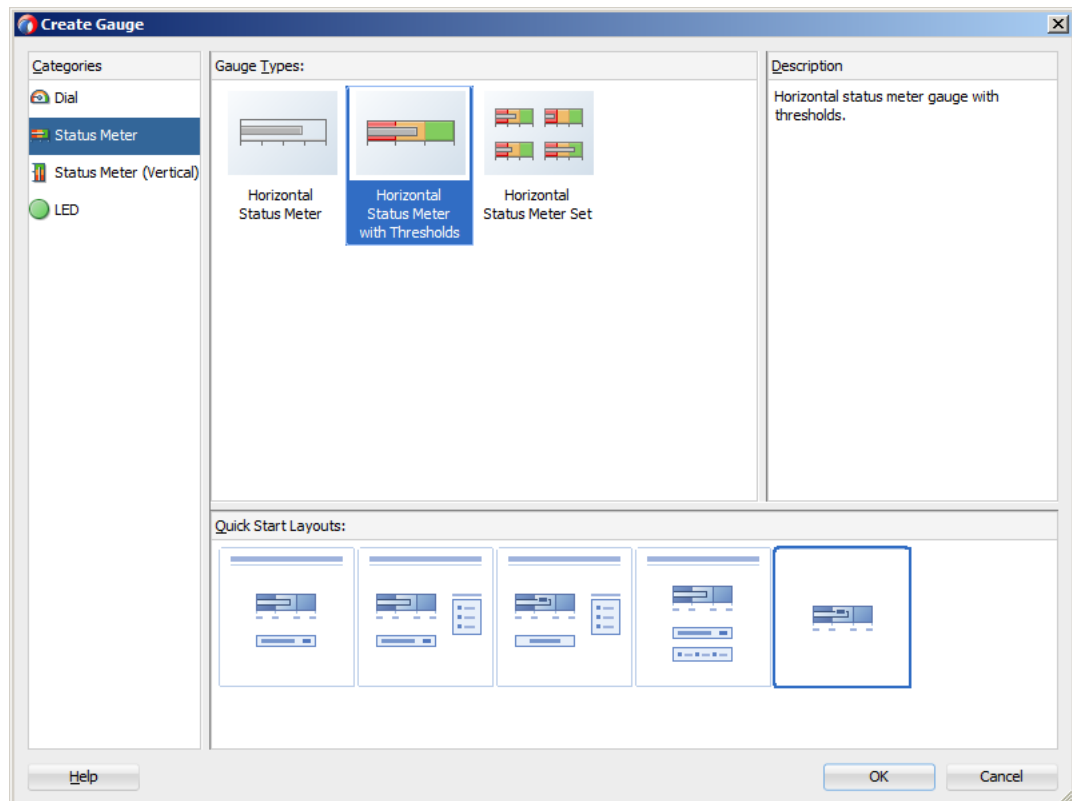 Create Gauge
Categories
Dial
Status Meter
Status Meter (Vertical)
LED
Gauge Types:
Horizontal
Status Meter
Horizontal
Status Meter
with Thresholds
Horizontal
Status Meter Set
Description
Horizontal status meter gauge with
thresholds.
Quick Start Layouts:
Help
OK
Cancel